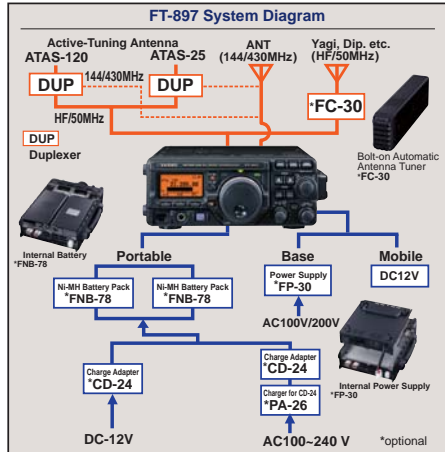 FT-897 System Diagram
Active-Tuning Antenna
ATAS-120
ATAS-25
ANT
(144/430MHz)
Yagi, Dip. etc.
(HF/50MHz)
144/430MHz
DUP
DUP
*FC-30
HF/50MHz
DUP
Duplexer
Bolt-on Automatic
Antenna Tuner
*FC-30
Internal Battery
*FNB-78
Portable
Base
Mobile
Ni-MH Battery Pack
*FNB-78
Ni-MH Battery Pack
*FNB-78
Power Supply
*FP-30
DC12V
AC100V/200V
Charge Adapter
*CD-24
Charge Adapter
*CD-24
Charger for CD-24
*PA-26
Internal Power Supply
*FP-30
DC-12V
AC100~240 V
*optional